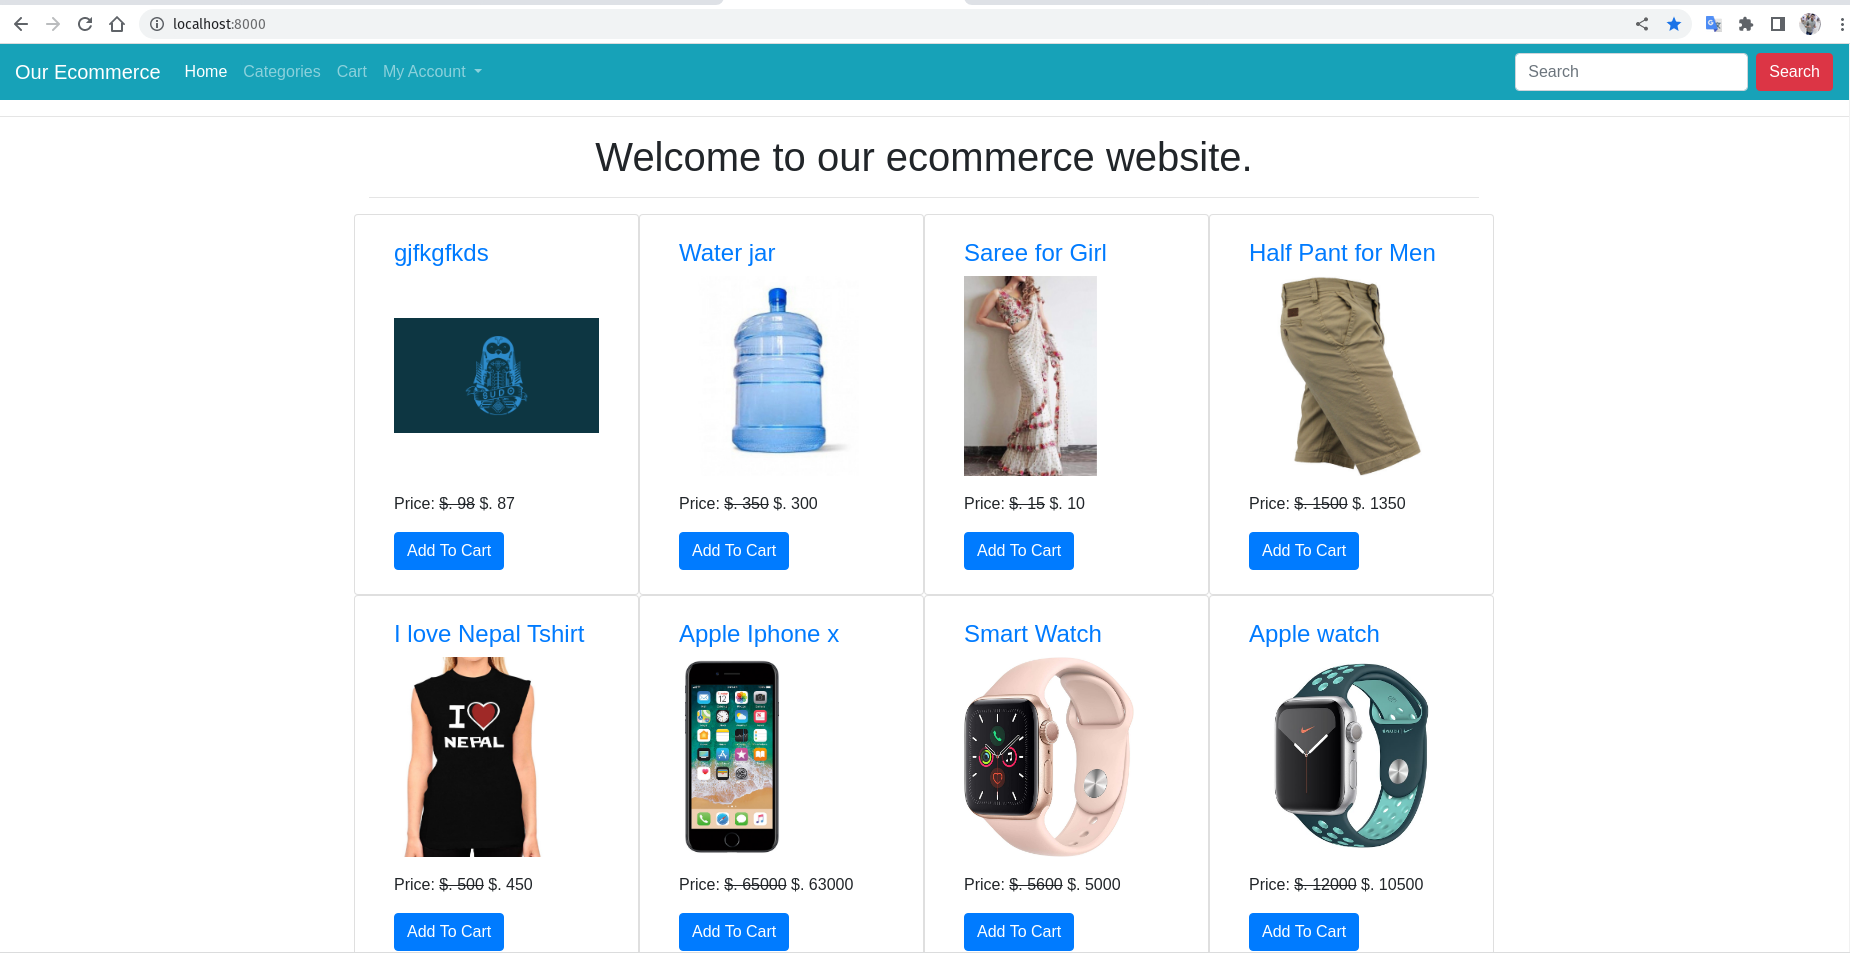 localhost:8000
Our Ecommerce Home Categories Cart My Account Search Search
Welcome to our ecommerce website.
gjfkgfkds Water jar Saree for Girl Half Pant for Men
SUDO
Price: $. 98 $. 87 Price: $. 350 $. 300 Price: $. 15 $. 10 Price: $. 1500 $. 1350
Add To Cart Add To Cart Add To Cart Add To Cart
I love Nepal Tshirt Apple Iphone x Smart Watch Apple watch
I
NEPAL
Price: $. 500 $. 450 Price: $. 65000 $. 63000 Price: $. 5600 $. 5000 Price: $. 12000 $. 10500
Add To Cart Add To Cart Add To Cart Add To Cart